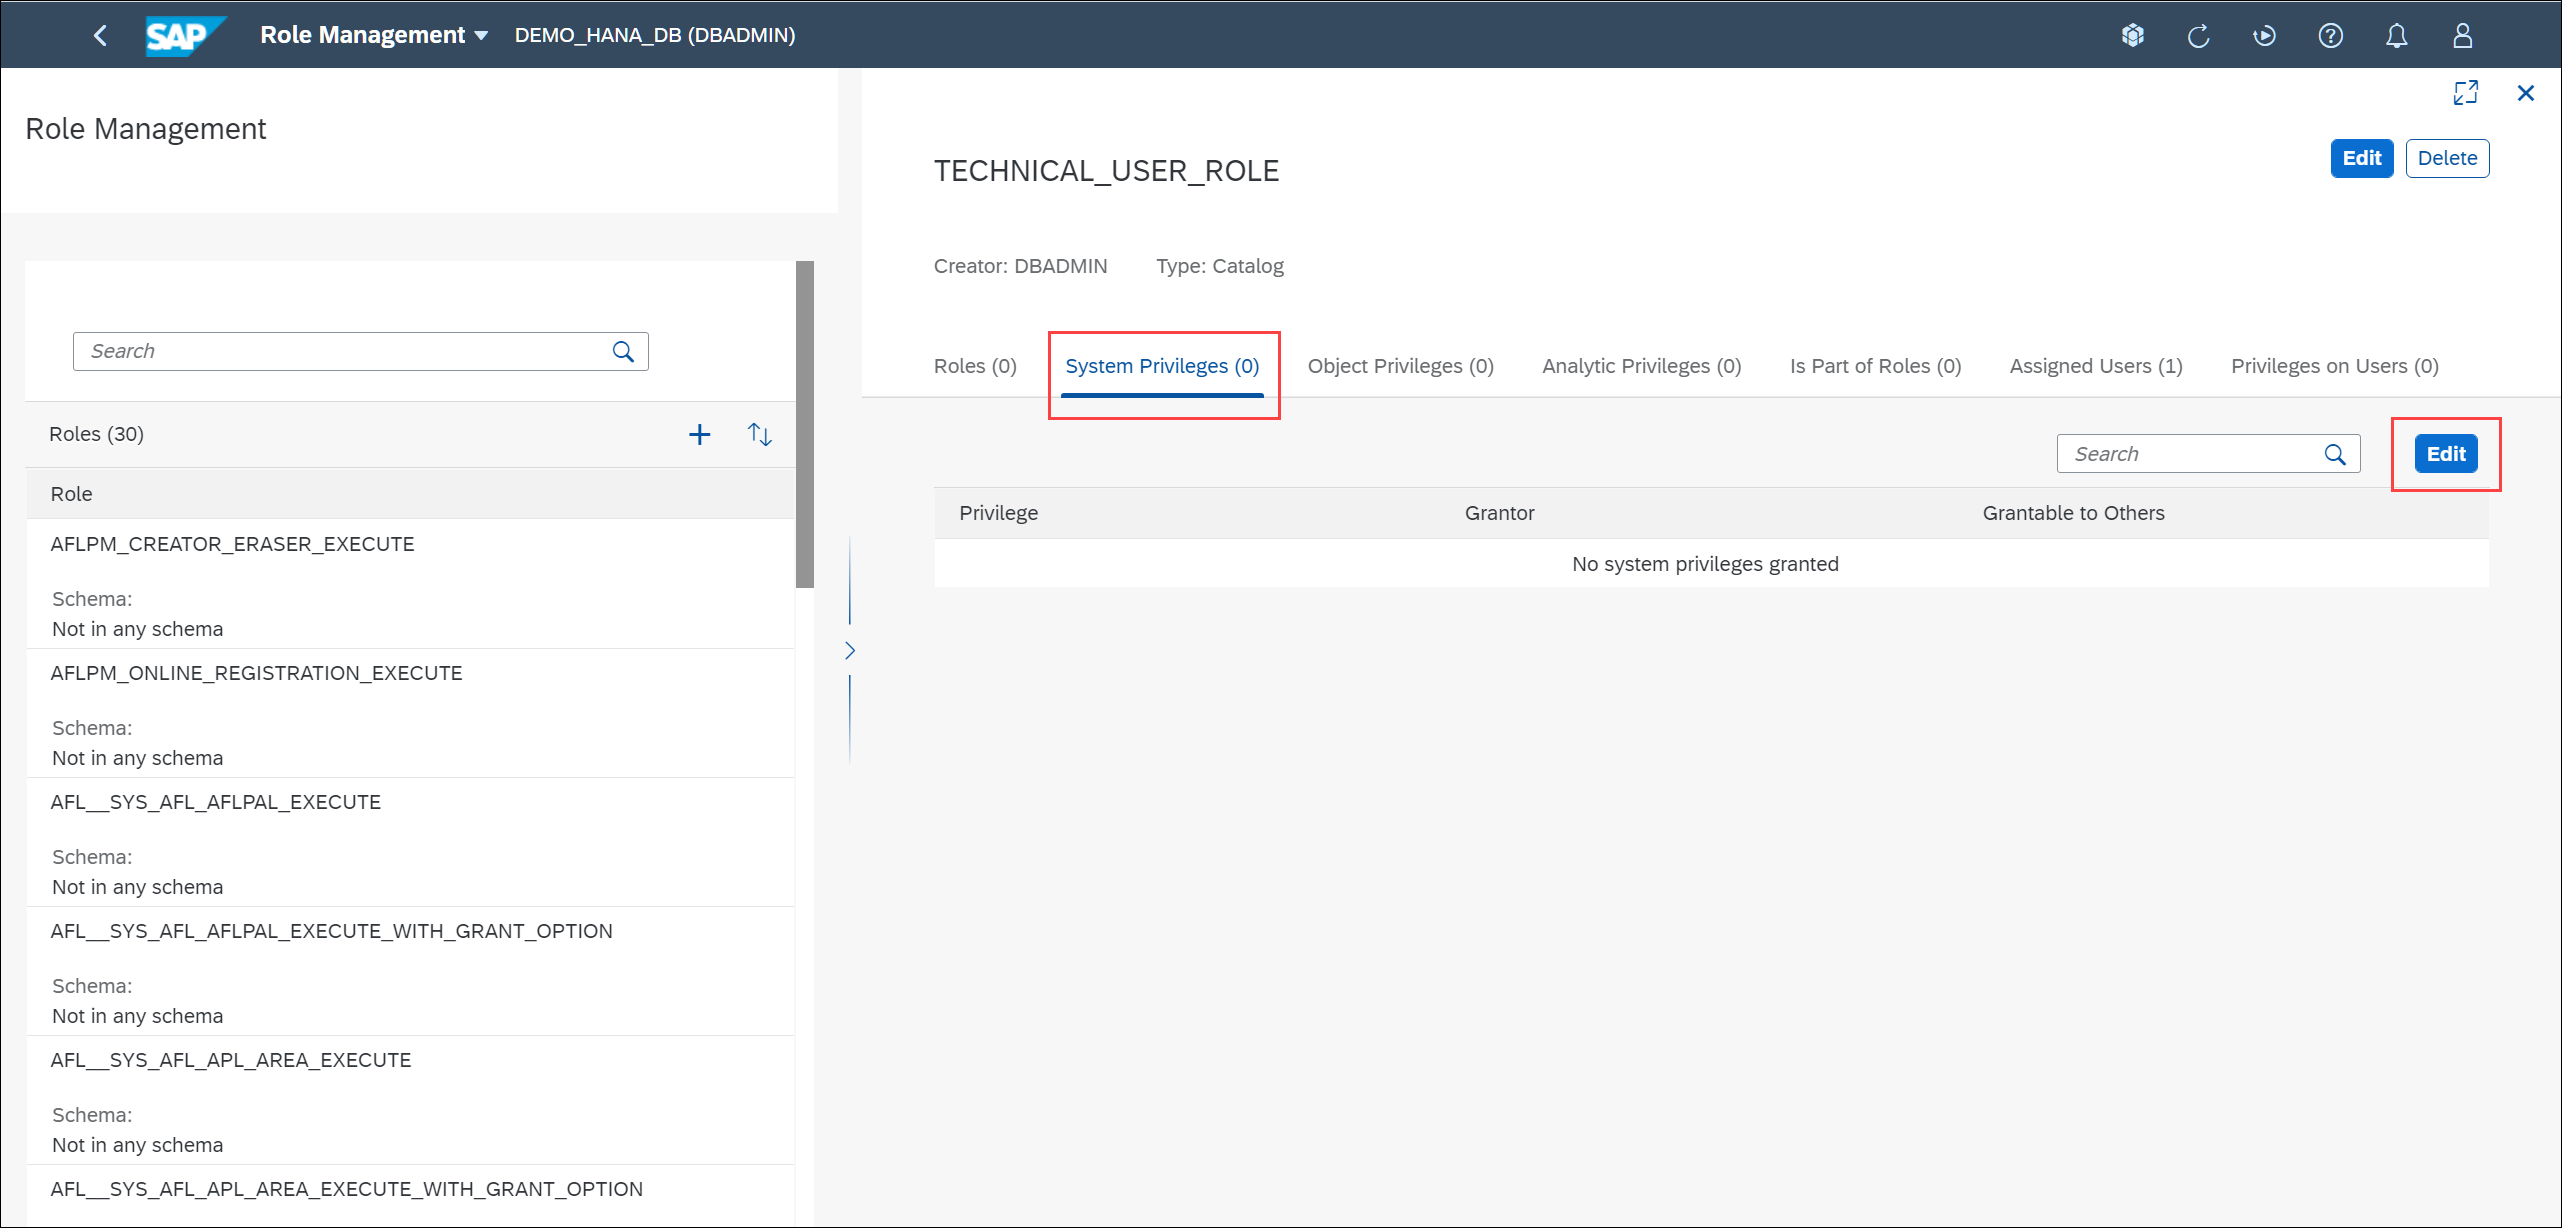 SAP Role Management DEMO_HANA_DB (DBADMIN)
Role Management
Search
Roles (30)
Role
AFLPM_CREATOR_ERASER_EXECUTE
Schema:
Not in any schema
AFLPM_ONLINE_REGISTRATION_EXECUTE
Schema:
Not in any schema
AFL__SYS_AFL_AFLPAL_EXECUTE
Schema:
Not in any schema
AFL__SYS_AFL_AFLPAL_EXECUTE_WITH_GRANT_OPTION
Schema:
Not in any schema
AFL__SYS_AFL_APL_AREA_EXECUTE
Schema:
Not in any schema
AFL__SYS_AFL_APL_AREA_EXECUTE_WITH_GRANT_OPTION
TECHNICAL_USER_ROLE
Edit Delete
Creator: DBADMIN Type: Catalog
Roles (0) System Privileges (0) Object Privileges (0) Analytic Privileges (0) Is Part of Roles (0) Assigned Users (1) Privileges on Users (0)
Search Edit
Privilege Grantor Grantable to Others
No system privileges granted